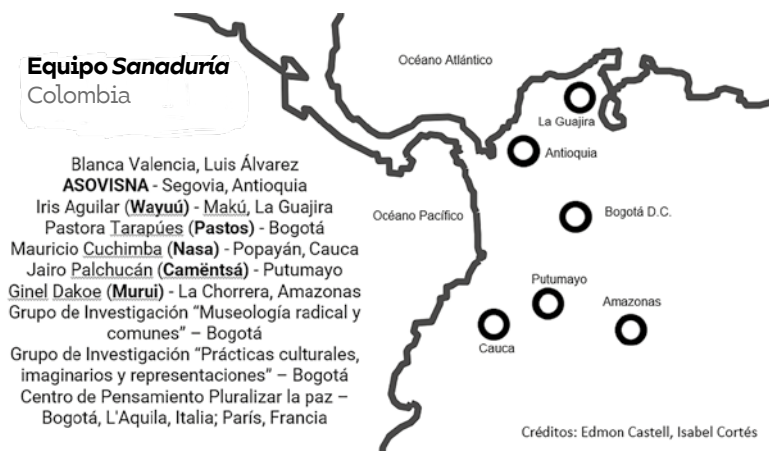 Equipo Sanaduría
Colombia
Blanca Valencia, Luis Álvarez
ASOVISNA - Segovia, Antioquia
Iris Aguilar (Wayuú) - Makú, La Guajira
Pastora Tarapúes (Pastos) - Bogotá
Mauricio Cuchimba (Nasa) - Popayán, Cauca
Jairo Palchucán (Camëntsá) - Putumayo
Ginel Dakoe (Murui) - La Chorrera, Amazonas
Grupo de Investigación “Museología radical y
comunes” – Bogotá
Grupo de Investigación “Prácticas culturales,
imaginarios y representaciones” – Bogotá
Centro de Pensamiento Pluralizar la paz –
Bogotá, L'Aquila, Italia; París, Francia
Océano Atlántico
La Guajira
Antioquia
Océano Pacífico
Bogotá D.C.
Putumayo
Amazonas
Cauca
Créditos: Edmon Castell, Isabel Cortés